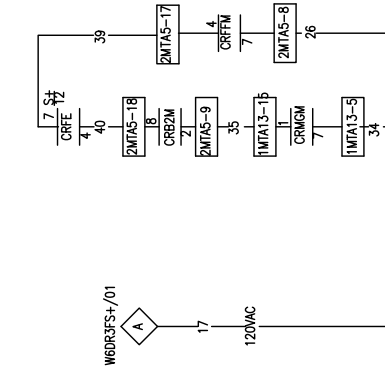 39
2MTA5-17
4
CRFFM
7
2MTA5-8
26
S+
12
7
CRFE
4
40
2MTA5-18
8
CRB2M
2
2MTA5-9
35
1MTA13-15
1
CRMGM
7
1MTA13-5
34
W6DR3FS+/01
A
17
120VAC